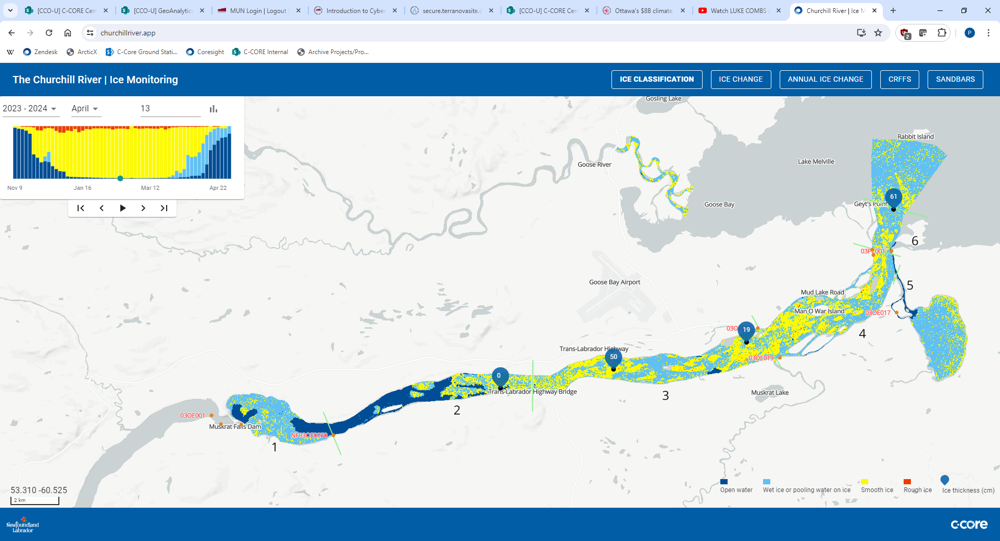 [CCO-U] C-CORE Cen
[CCO-U] GeoAnalytics
MUN Login | Logout
Introduction to Cyber
secure.terranovasite.c
[CCO-U] C-CORE Cen
Ottawa's $8B climate
Watch LUKE COMBS
Churchill River | Ice M
churchillriver.app
2
P
W
Zendesk
ArcticX
C-Core Ground Stati...
Coresight
C-CORE Internal
Archive Projects/Pro...
The Churchill River | Ice Monitoring
ICE CLASSIFICATION
ICE CHANGE
ANNUAL ICE CHANGE
CRFFS
SANDBARS
2023 - 2024
April
13
Nov 9
Jan 16
Mar 12
Apr 22
Gosling Lake
Rabbit Island
Lake Melville
Goose River
Goose Bay
61
Geyt's Point
6
Goose Bay Airport
5
Mud Lake Road
Man O War Island
03OE017
19
4
Trans-Labrador Highway
50
03OE019
0
Trans-Labrador Highway Bridge
Muskrat Lake
3
2
03OE001
Muskrat Falls Dam
NF03OE0050
1
53.310 -60.525
2 km
Open water
Wet ice or pooling water on ice
Smooth ice
Rough ice
Ice thickness (cm)
Newfoundland
Labrador
c-core